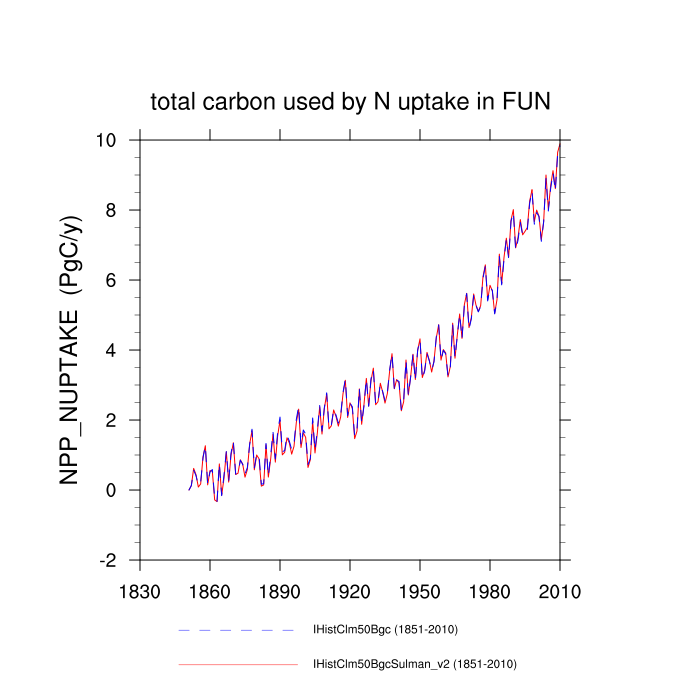 total carbon used by N uptake in FUN
NPP_NUPTAKE (PgC/y)
10
8
6
4
2
0
-2
1830 1860 1890 1920 1950 1980 2010
IHistClm50Bgc (1851-2010)
IHistClm50BgcSulman_v2 (1851-2010)